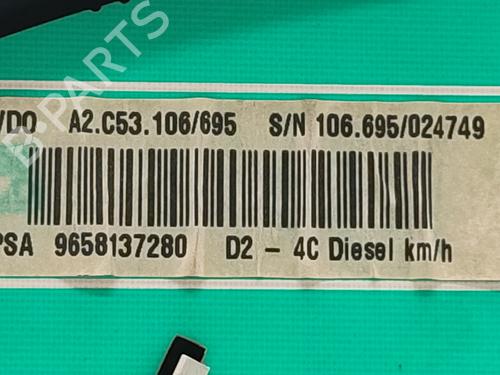 /DO A2.C53.106/695 S/N 106.695/024749
PSA 9658137280 D2 - 4C Diesel km/h
B-PARTS